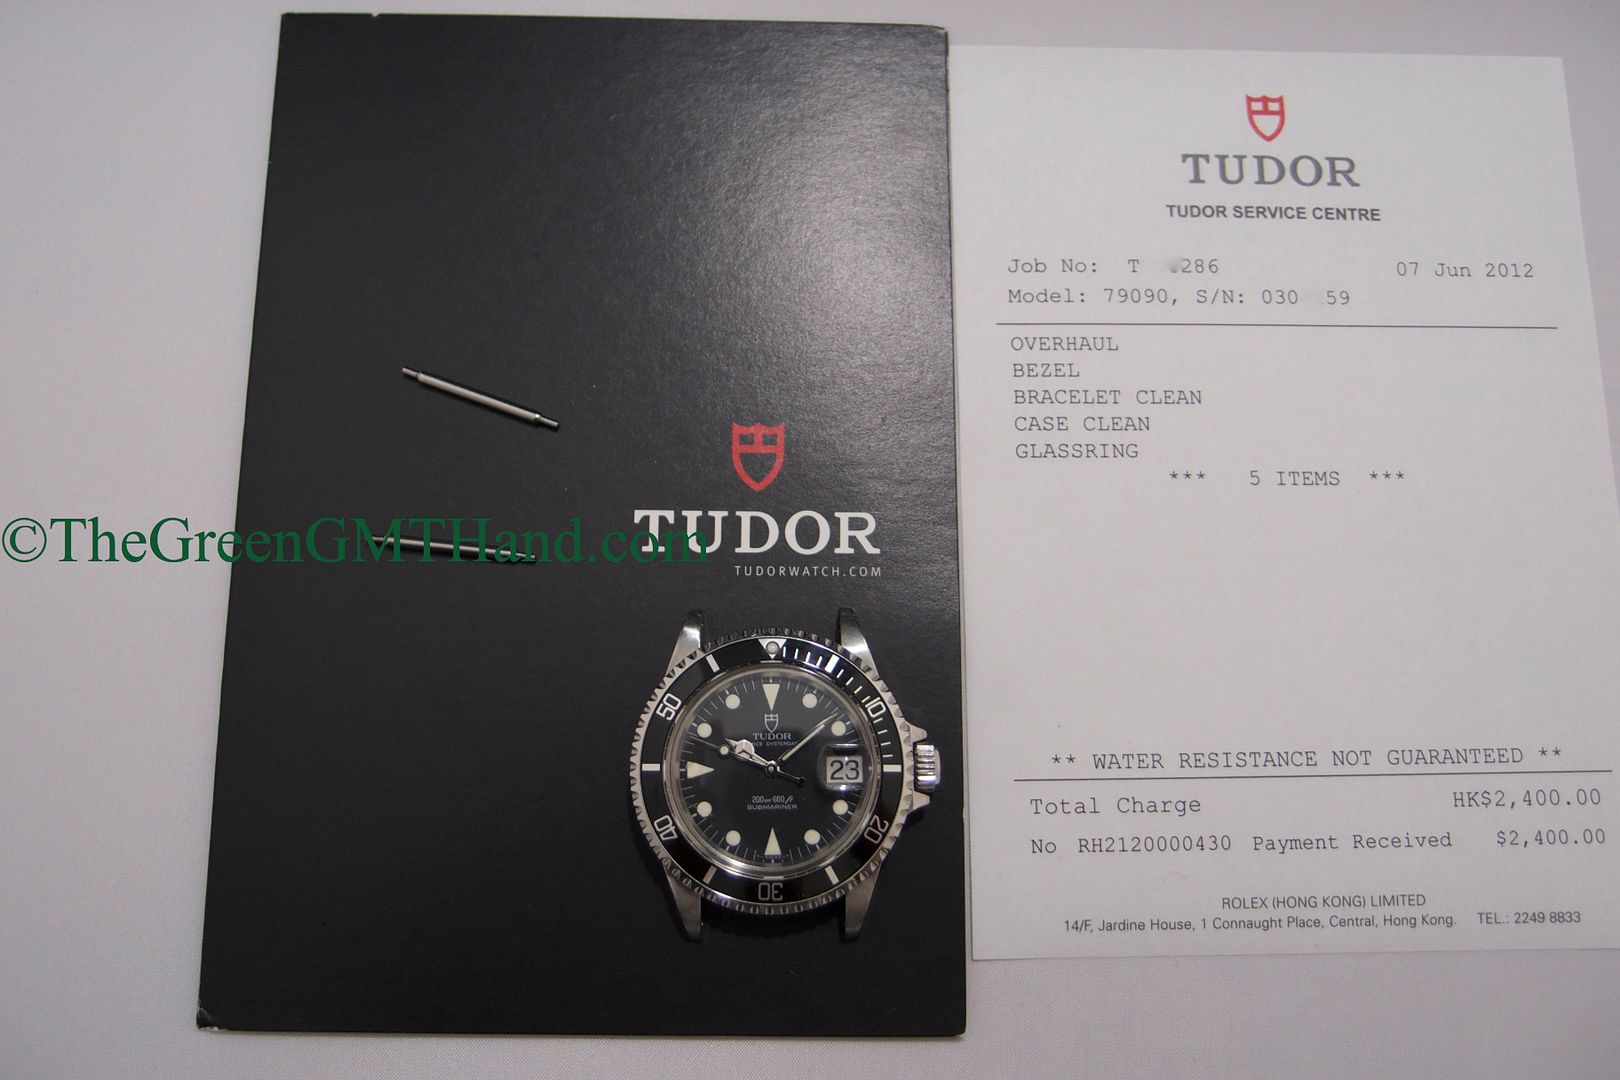 ©TheGreenGMTHand.com
TUDOR
TUDORWATCH.COM
50
10
40
20
30
TUDOR
23
200m=660ft
SUBMARINER
TUDOR
TUDOR SERVICE CENTRE
Job No: T 286 07 Jun 2012
Model: 79090, S/N: 030 59
OVERHAUL
BEZEL
BRACELET CLEAN
CASE CLEAN
GLASSRING
*** 5 ITEMS ***
** WATER RESISTANCE NOT GUARANTEED **
Total Charge HK$2,400.00
No RH2120000430 Payment Received $2,400.00
ROLEX (HONG KONG) LIMITED
14/F, Jardine House, 1 Connaught Place, Central, Hong Kong. TEL.: 2249 8833